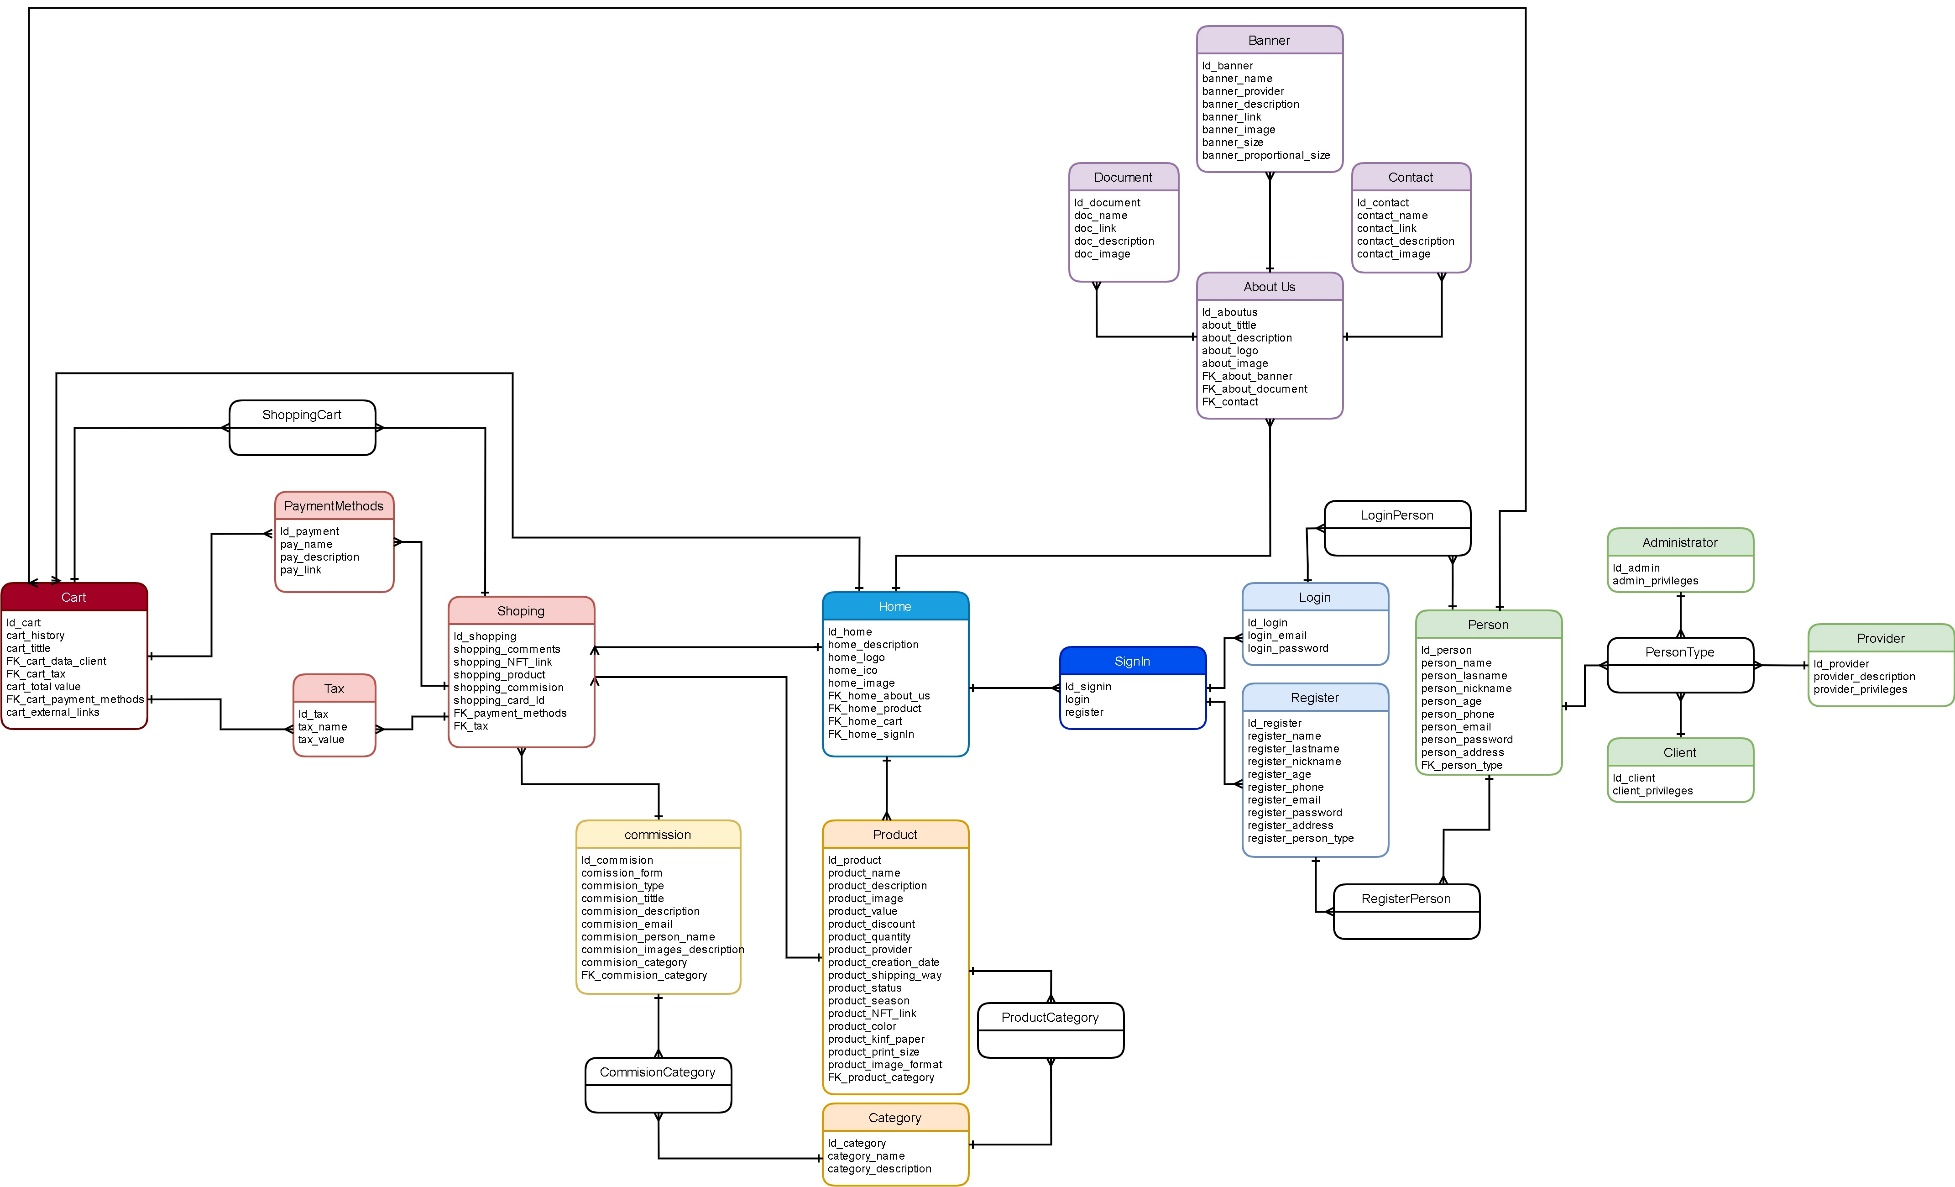 Banner
Id_banner
banner_name
banner_provider
banner_description
banner_link
banner_image
banner_size
banner_proportional_size
Document
Id_document
doc_name
doc_link
doc_description
doc_image
Contact
Id_contact
contact_name
contact_link
contact_description
contact_image
About Us
Id_aboutus
about_tittle
about_description
about_logo
about_image
FK_about_banner
FK_about_document
FK_contact
ShoppingCart
PaymentMethods
Id_payment
pay_name
pay_description
pay_link
Cart
Id_cart
cart_history
cart_tittle
FK_cart_data_client
FK_cart_tax
cart_total value
FK_cart_payment_methods
cart_external_links
Tax
Id_tax
tax_name
tax_value
Shoping
Id_shopping
shopping_comments
shopping_NFT_link
shopping_product
shopping_commision
shopping_card_Id
FK_payment_methods
FK_tax
Home
Id_home
home_description
home_logo
home_ico
home_image
FK_home_about_us
FK_home_product
FK_home_cart
FK_home_signIn
SignIn
Id_signin
login
register
LoginPerson
Login
Id_login
login_email
login_password
Register
Id_register
register_name
register_lastname
register_nickname
register_age
register_phone
register_email
register_password
register_address
register_person_type
Person
Id_person
person_name
person_lasname
person_nickname
person_age
person_phone
person_email
person_password
person_address
FK_person_type
Administrator
Id_admin
admin_privileges
PersonType
Provider
Id_provider
provider_description
provider_privileges
Client
Id_client
client_privileges
RegisterPerson
commission
Id_commision
comission_form
commision_type
commision_tittle
commision_description
commision_email
commision_person_name
commision_images_description
commision_category
FK_commision_category
Product
Id_product
product_name
product_description
product_image
product_value
product_discount
product_quantity
product_provider
product_creation_date
product_shipping_way
product_status
product_season
product_NFT_link
product_color
product_kinf_paper
product_print_size
product_image_format
FK_product_category
ProductCategory
CommisionCategory
Category
Id_category
category_name
category_description